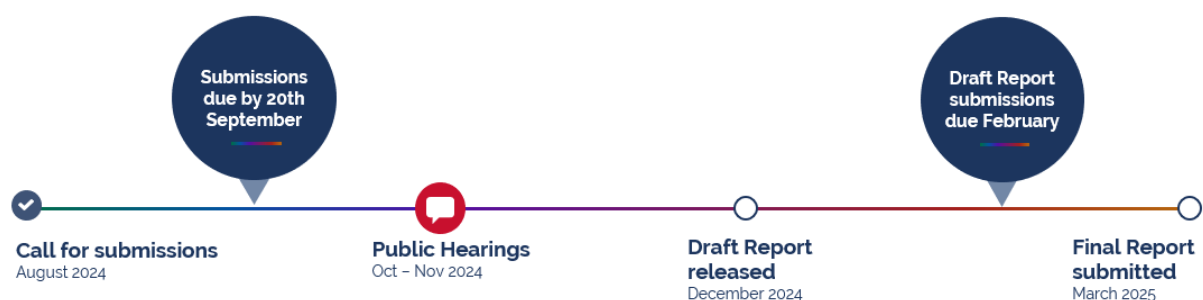 Submissions
due by 20th
September
Draft Report
submissions
due February
Call for submissions
August 2024
Public Hearings
Oct – Nov 2024
Draft Report
released
December 2024
Final Report
submitted
March 2025